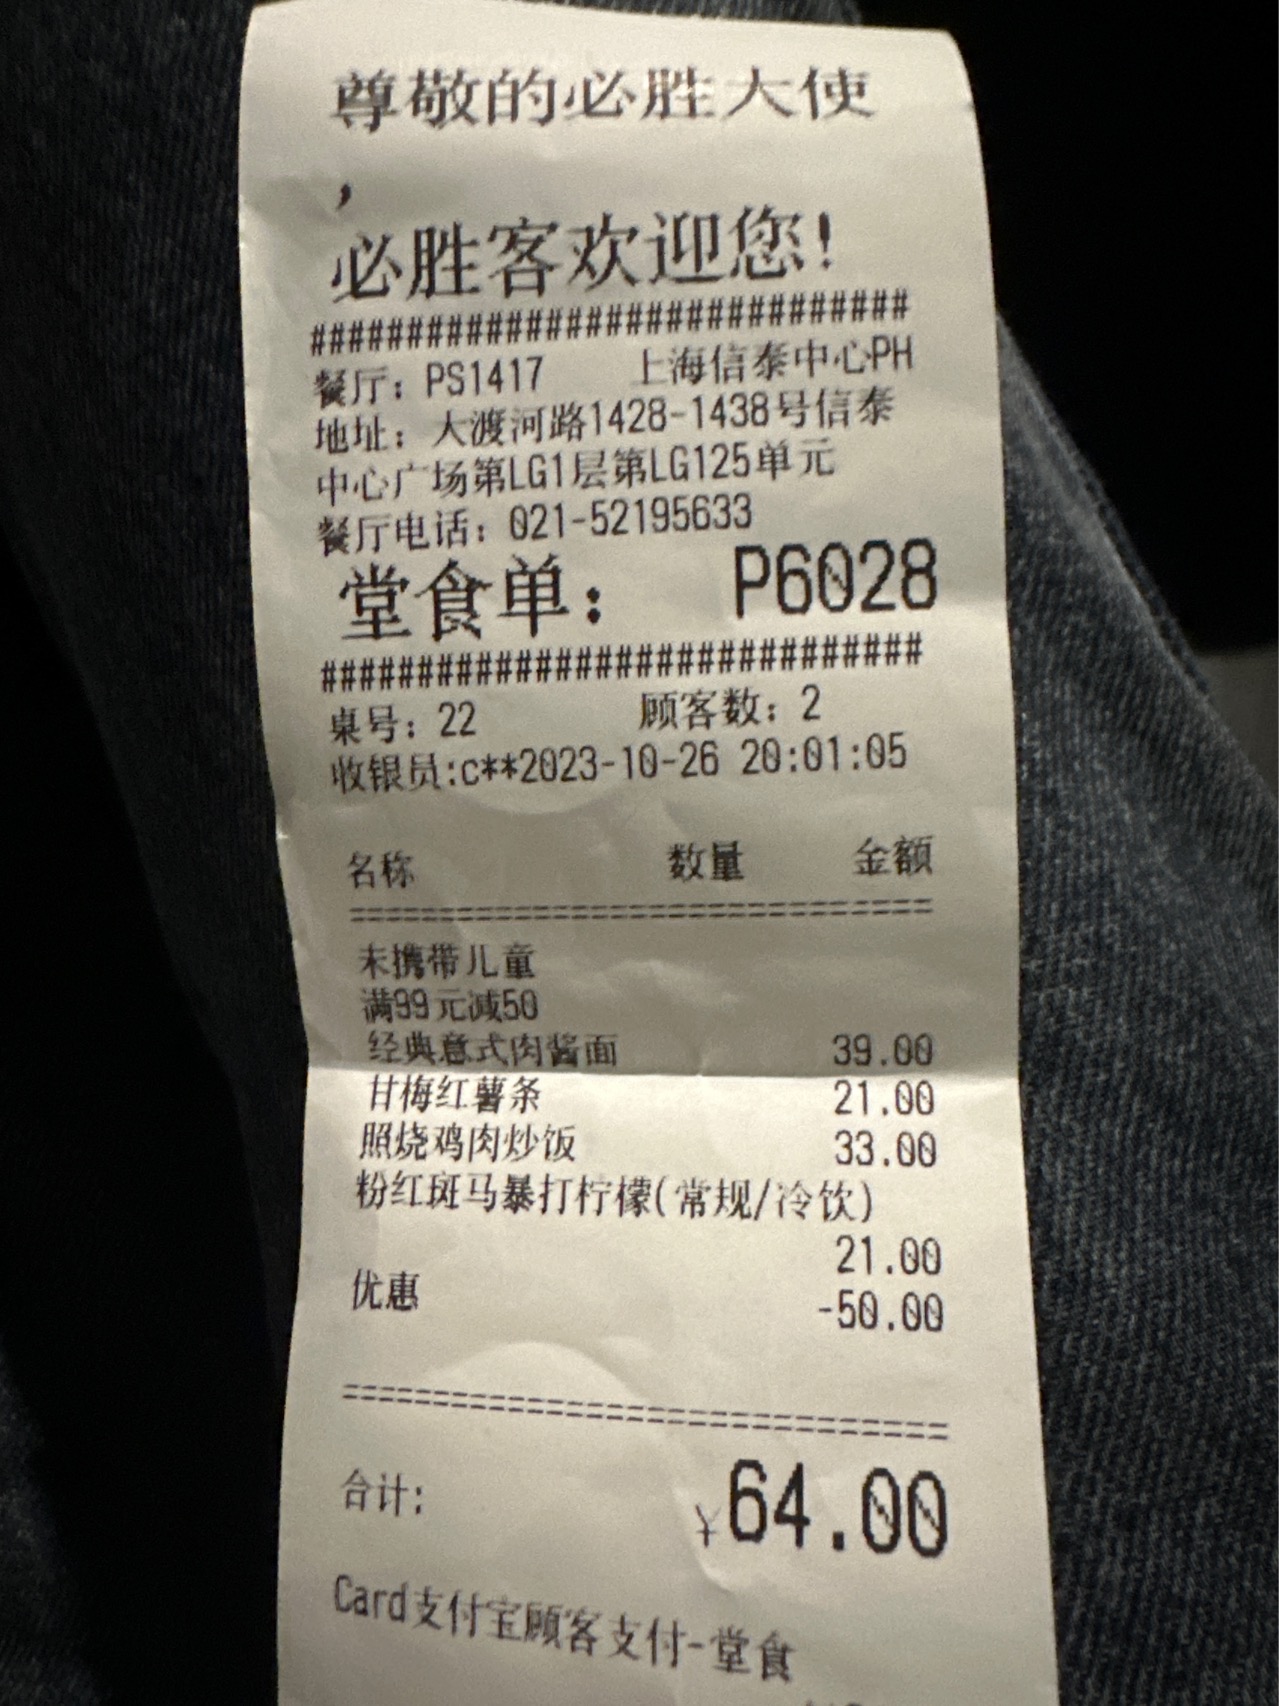 尊敬的必胜大使
,
必胜客欢迎您!
##############################
餐厅: PS1417 上海信泰中心PH
地址: 大渡河路1428-1438号信泰
中心广场第LG1层第LG125单元
餐厅电话: 021-52195633
堂食单: P6028
##############################
桌号: 22 顾客数: 2
收银员:c**2023-10-26 20:01:05
名称 数量 金额
==============================
未携带儿童
满99元减50
经典意式肉酱面 39.00
甘梅红薯条 21.00
照烧鸡肉炒饭 33.00
粉红斑马暴打柠檬(常规/冷饮)
21.00
优惠 -50.00
==============================
合计: ¥64.00
Card支付宝顾客支付-堂食